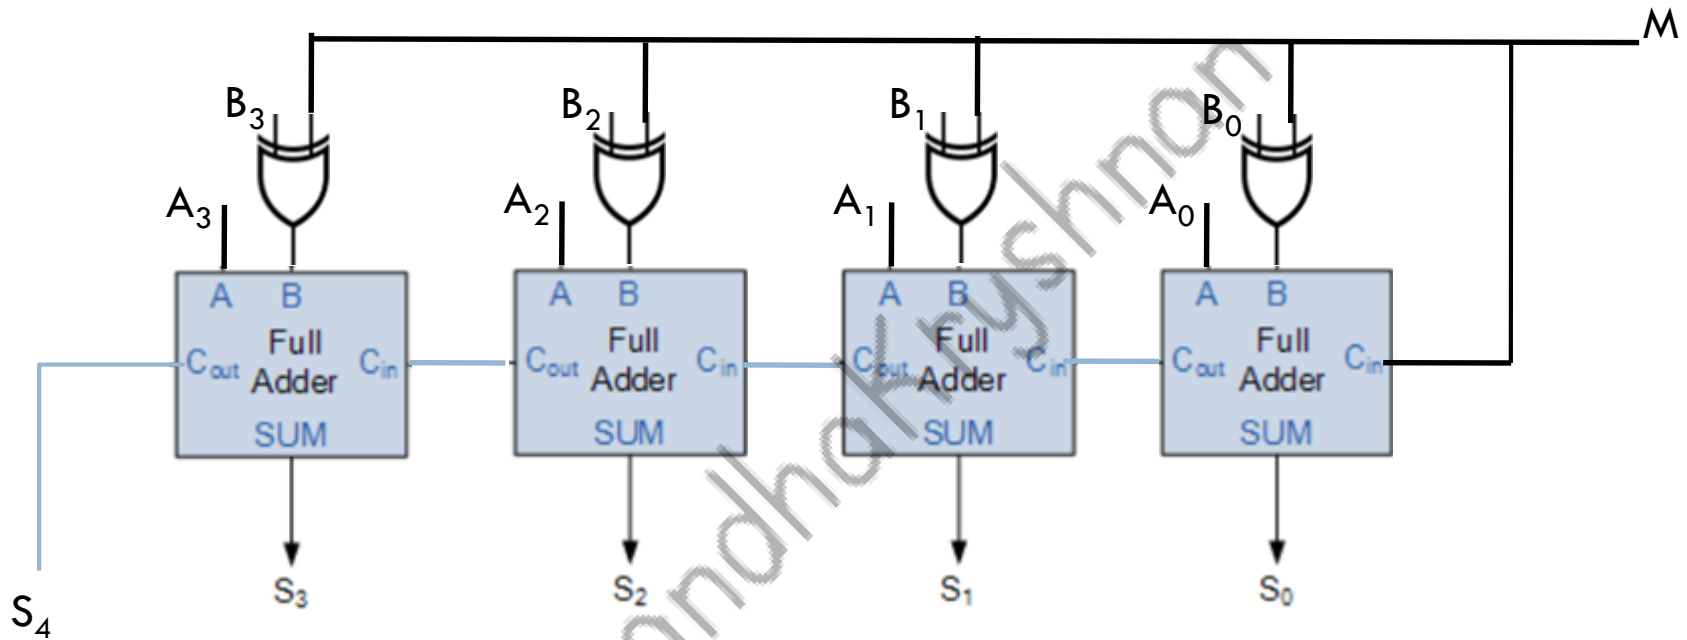 M
B3 B2 B1 B0
A3 A2 A1 A0
A B A B A B A B
Full Full Full Full
Cout Cin Cout Cin Cout Cin Cout Cin
Adder Adder Adder Adder
SUM SUM SUM SUM
S3 S2 S1 S0
S4